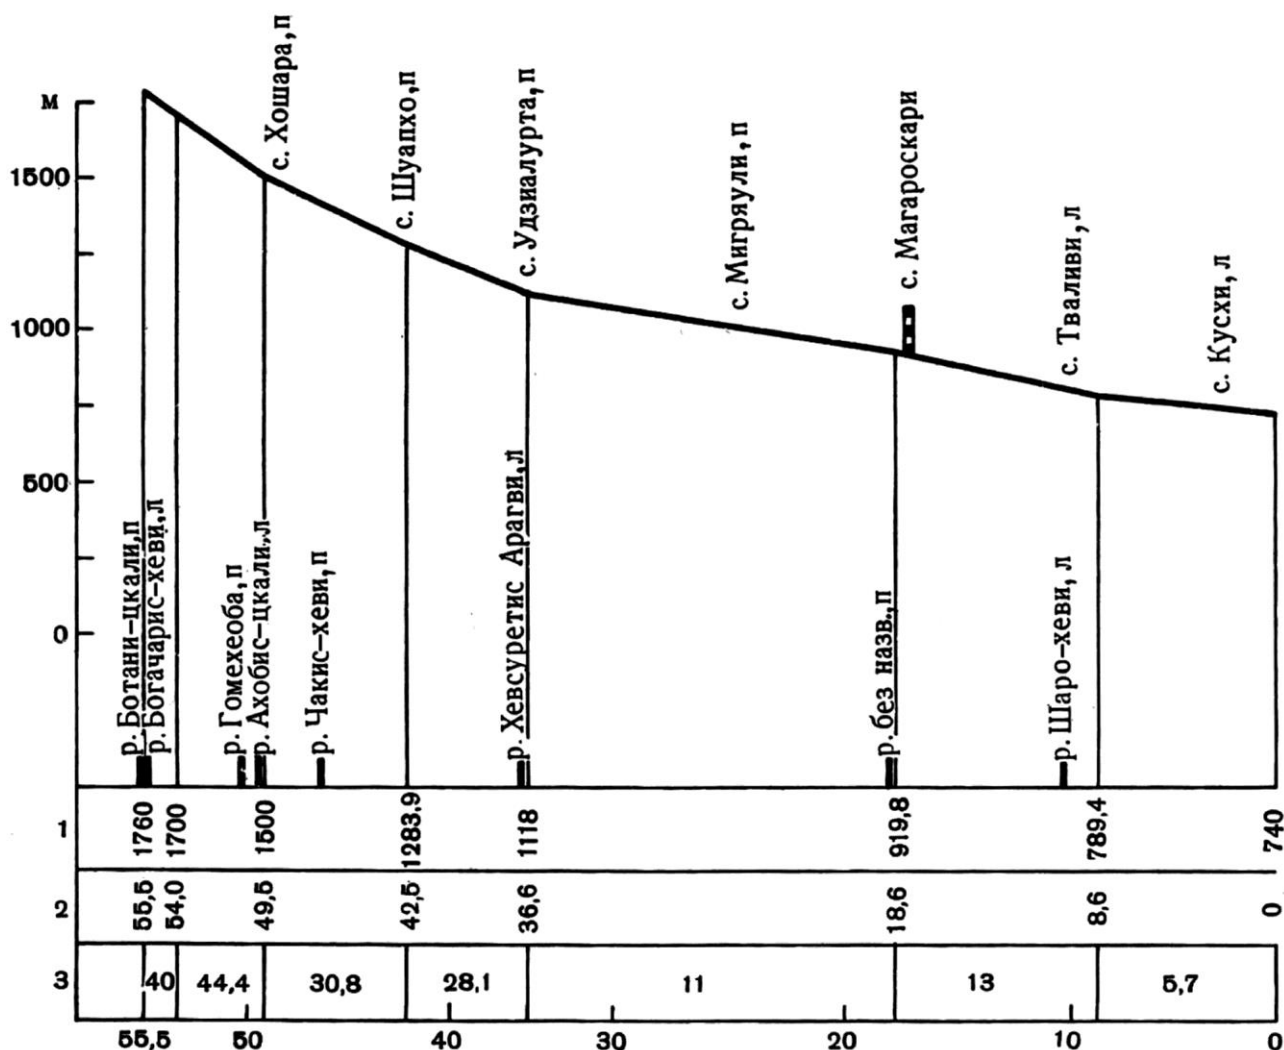 м
1500
1000
500
0
с. Хошара, п
с. Шуапхо, п
с. Удзиалурта, п
с. Мигряули, п
с. Магароскари
с. Тваливи, л
с. Кусхи, л
р. Ботани-цкали, п
р. Богачарис-хеви, л
р. Гомехеоба, п
р. Ахобис-цкали, л
р. Чакис-хеви, п
р. Хевсуретис Арагви, л
р. без назв., п
р. Шаро-хеви, л
1 1760 1700 1500 1283,9 1118 919,8 789,4 740
2 55,5 54,0 49,5 42,5 36,6 18,6 8,6 0
3 40 44,4 30,8 28,1 11 13 5,7
55,5 50 40 30 20 10 0